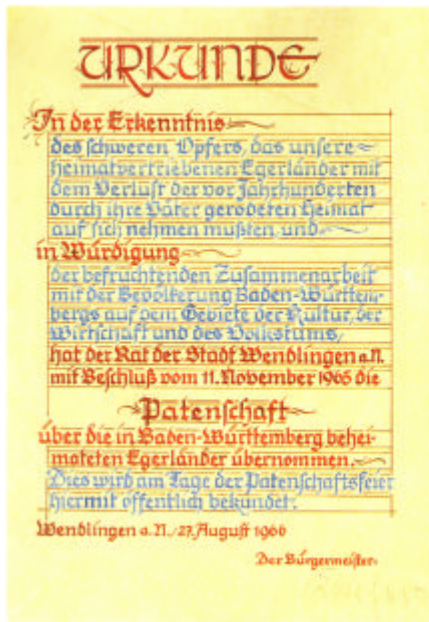 URKUNDE
In der Erkenntnis
des schweren Opfers, das unsere
heimatvertriebenen Egerländer mit
dem Verlust der vor Jahrhunderten
durch ihre Väter gerodeten Heimat
auf sich nehmen mußten, und
in Würdigung
der befruchtenden Zusammenarbeit
mit der Bevölkerung Baden-Württem-
bergs auf dem Gebiete der Kultur, der
Wirtschaft und des Volkstums,
hat der Rat der Stadt Wendlingen a.N.
mit Beschluß vom 11. November 1965 die
Patenschaft
über die in Baden-Württemberg behei-
mateten Egerländer übernommen.
Dies wird am Tage der Patenschaftsfeier
hiermit öffentlich bekundet.
Wendlingen a.N./27. August 1966
Der Bürgermeister